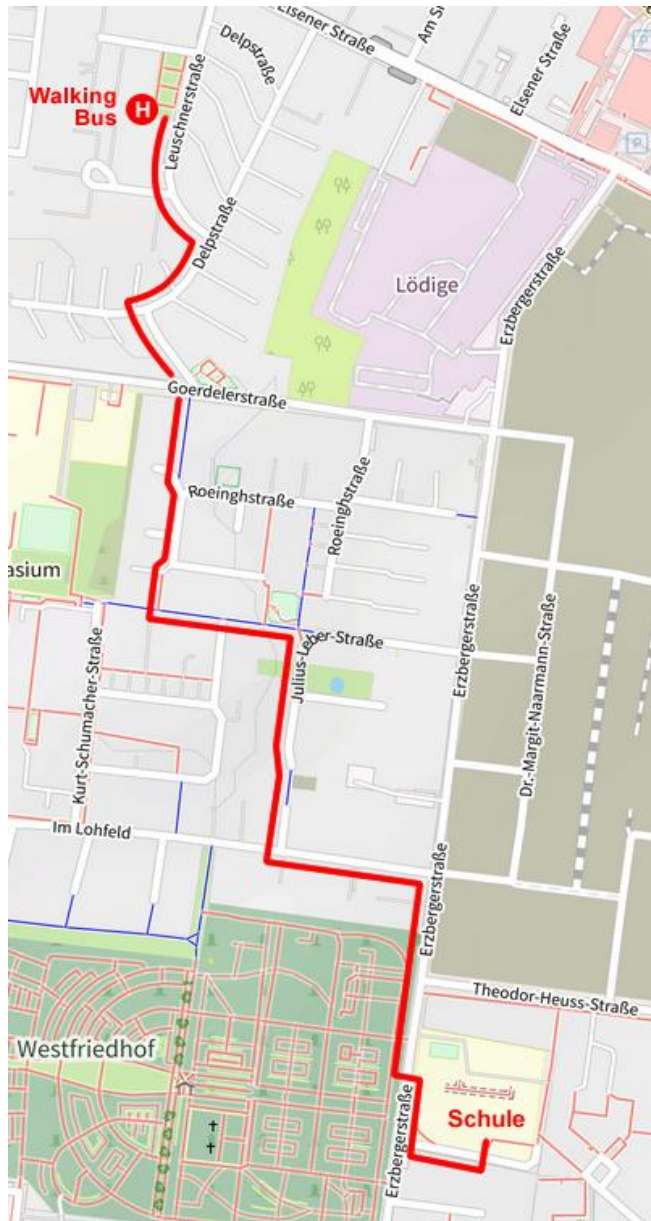 Elsener Straße
Am St
Delpstraße
Elsener Straße
P
Walking
Bus
H
Leuschnerstraße
P
Delpstraße
Lödige
Erzbergerstraße
Goerdelerstraße
Roeinghstraße
Roeinghstraße
asium
Julius-Leber-Straße
Erzbergerstraße
Kurt-Schumacher-Straße
Dr.-Margit-Naarmann-Straße
Im Lohfeld
Erzbergerstraße
Theodor-Heuss-Straße
Westfriedhof
Schule
Erzbergerstraße